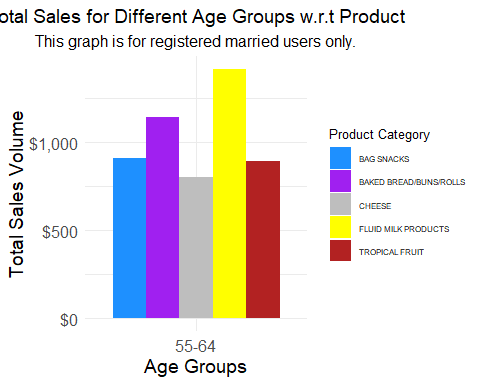 otal Sales for Different Age Groups w.r.t Product
This graph is for registered married users only.
Total Sales Volume
$1,000
$500
$0
55-64
Age Groups
Product Category
BAG SNACKS
BAKED BREAD/BUNS/ROLLS
CHEESE
FLUID MILK PRODUCTS
TROPICAL FRUIT